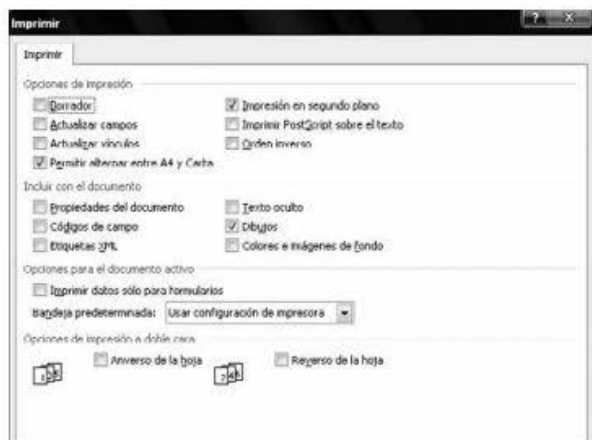 Imprimir
Imprimir
Opciones de impresión
Borrador
Impresión en segundo plano
Actualizar campos
Imprimir PostScript sobre el texto
Actualizar vínculos
Orden inverso
Permitir alternar entre A4 y Carta
Incluir con el documento
Propiedades del documento
Texto oculto
Códigos de campo
Dibujos
Etiquetas XML
Colores e imágenes de fondo
Opciones para el documento activo
Imprimir datos sólo para formularios
Bandeja predeterminada: Usar configuración de impresora
Opciones de impresión a doble cara
Anverso de la hoja
Reverso de la hoja